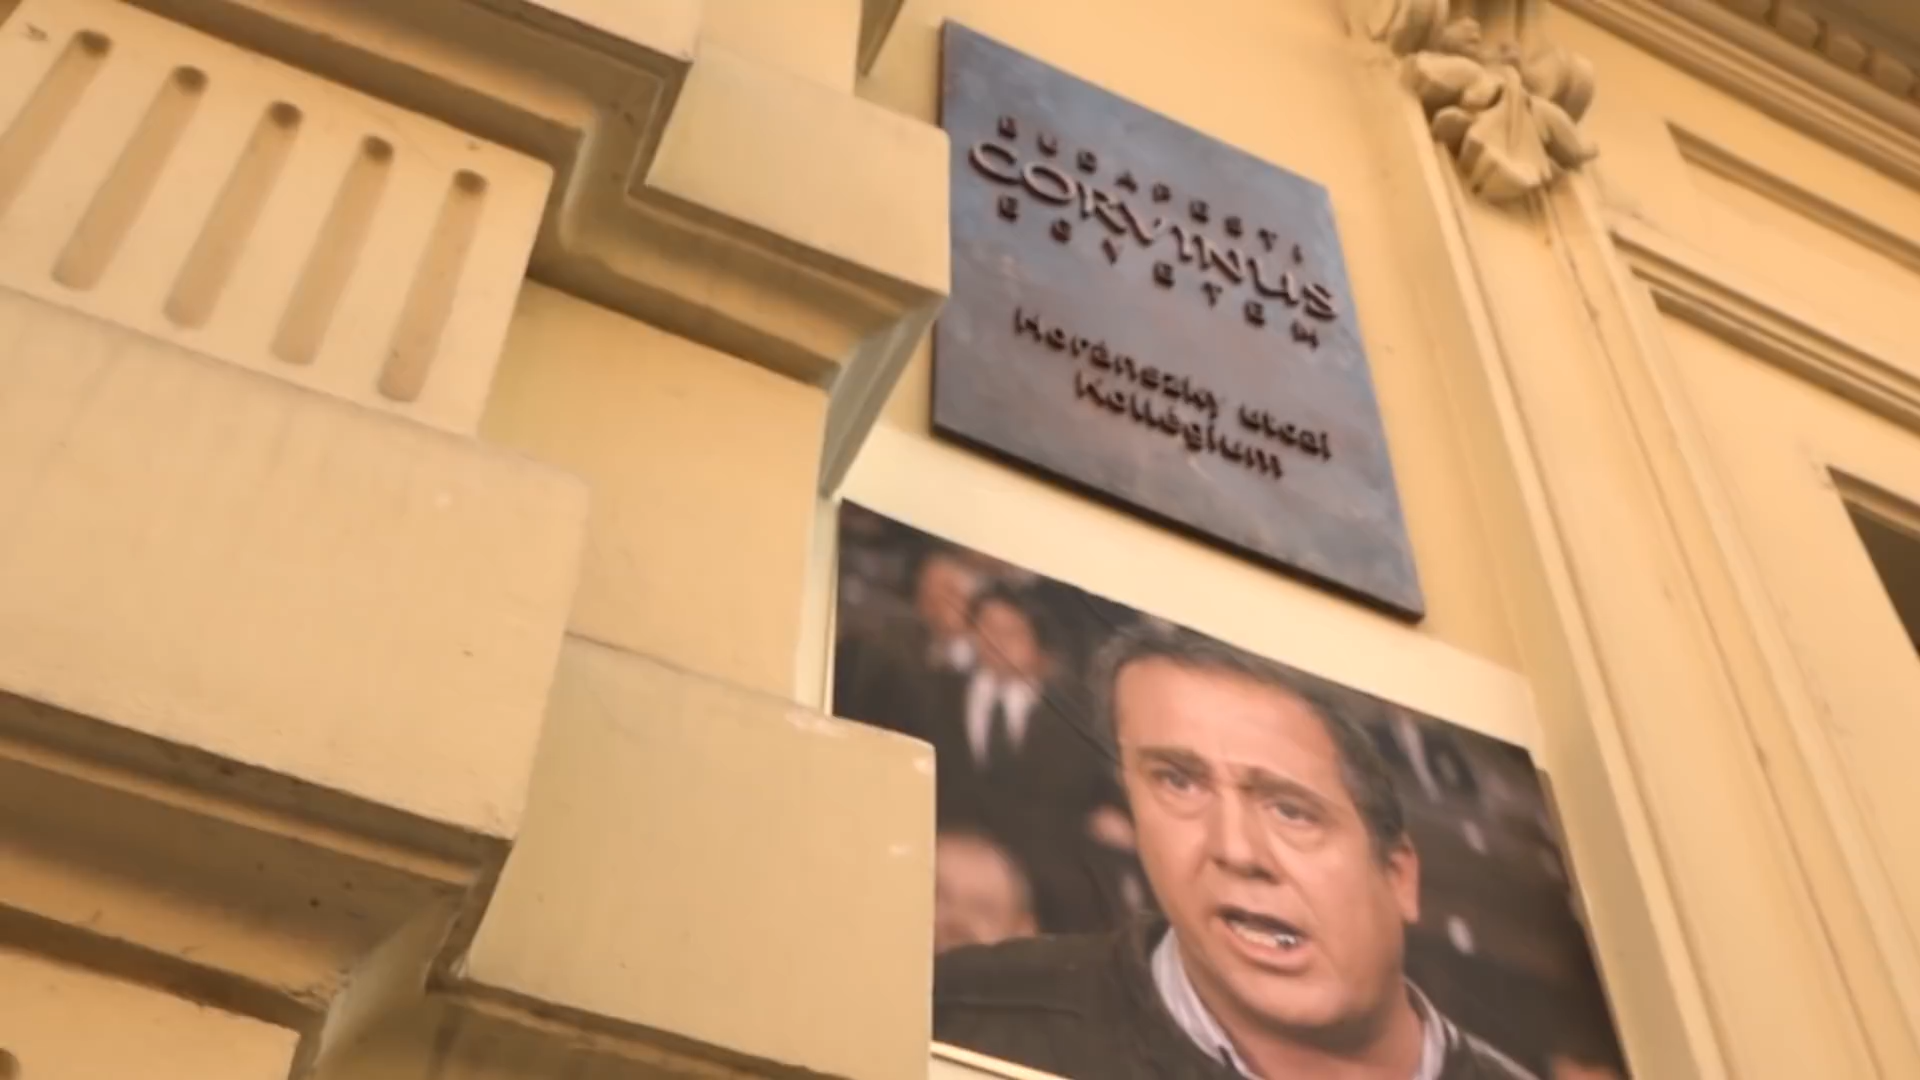 BUDAPESTI
CORVINUS
EGYETEM
Horánszky utcai
Kollégium